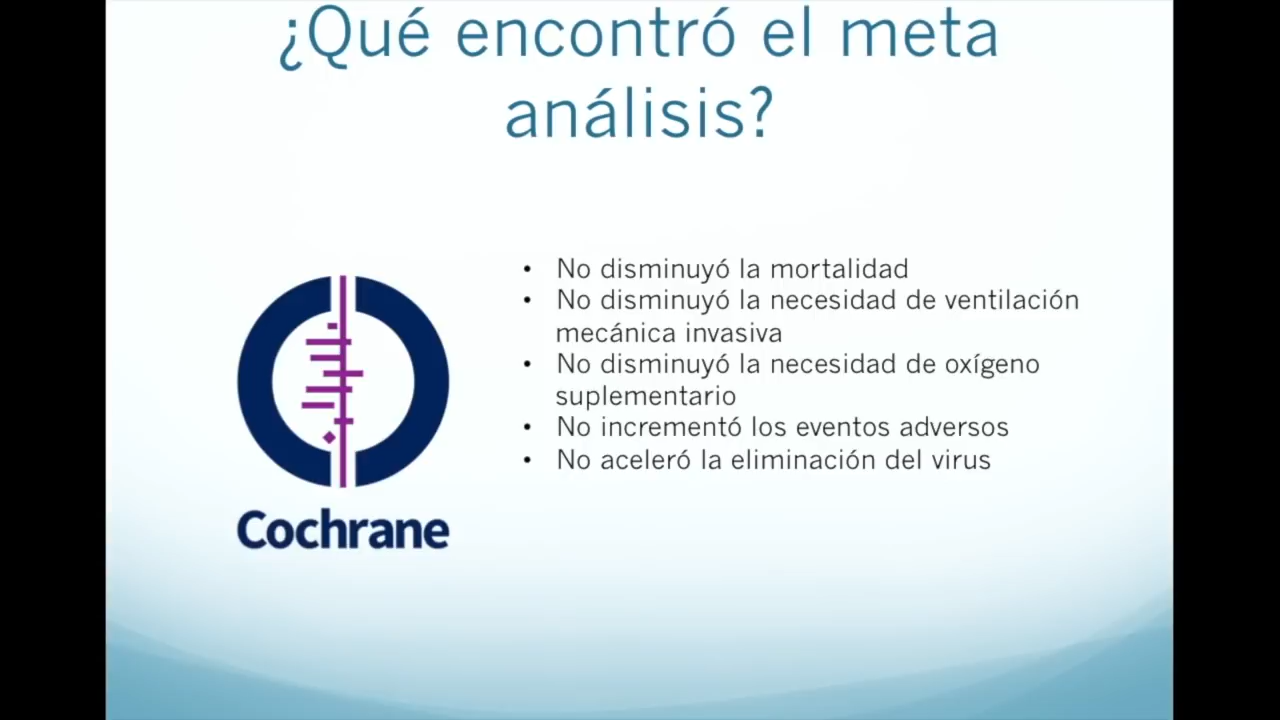 ¿Qué encontró el meta
análisis?
• No disminuyó la mortalidad
• No disminuyó la necesidad de ventilación
mecánica invasiva
• No disminuyó la necesidad de oxígeno
suplementario
• No incrementó los eventos adversos
• No aceleró la eliminación del virus
Cochrane